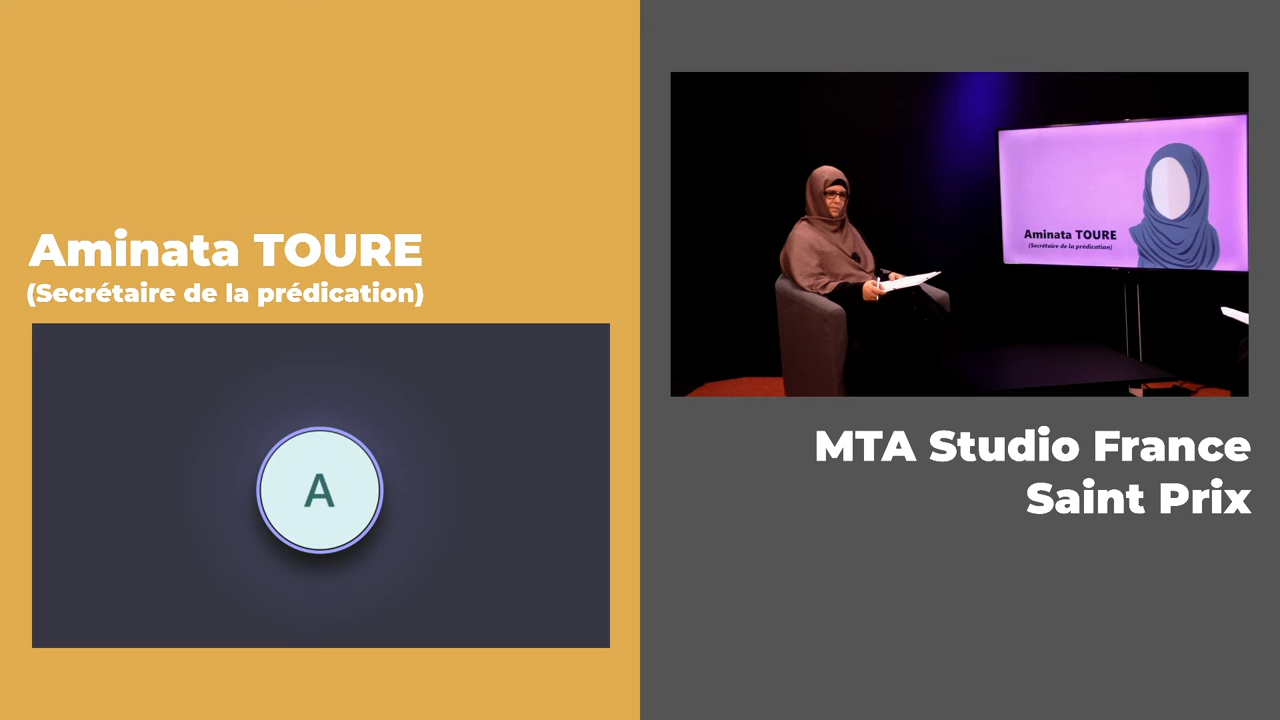 Aminata TOURE
(Secrétaire de la prédication)
A
Aminata TOURE
(Secrétaire de la prédication)
MTA Studio France
Saint Prix